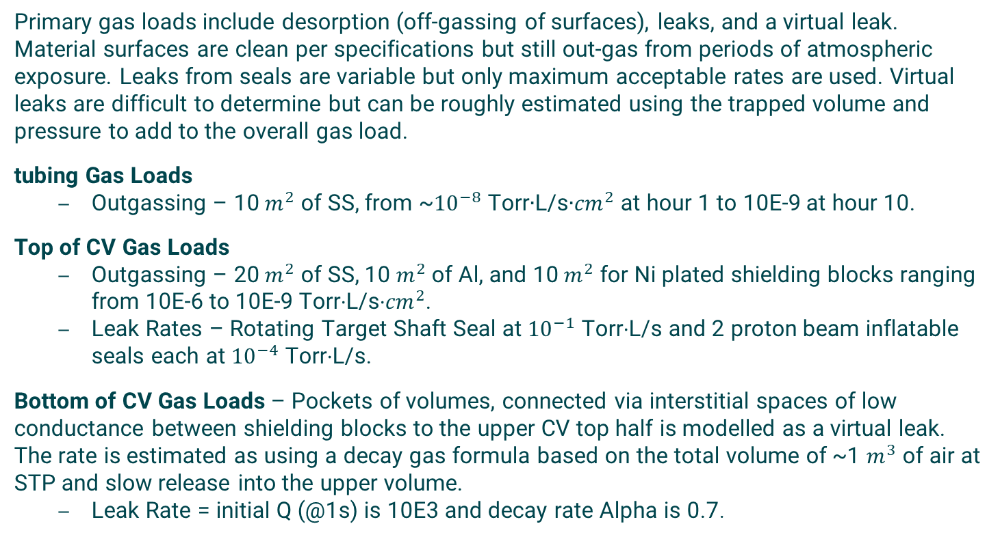 Primary gas loads include desorption (off-gassing of surfaces), leaks, and a virtual leak.
Material surfaces are clean per specifications but still out-gas from periods of atmospheric
exposure. Leaks from seals are variable but only maximum acceptable rates are used. Virtual
leaks are difficult to determine but can be roughly estimated using the trapped volume and
pressure to add to the overall gas load.
tubing Gas Loads
– Outgassing – 10 m² of SS, from ~10⁻⁸ Torr·L/s·cm² at hour 1 to 10E-9 at hour 10.
Top of CV Gas Loads
– Outgassing – 20 m² of SS, 10 m² of Al, and 10 m² for Ni plated shielding blocks ranging
from 10E-6 to 10E-9 Torr·L/s·cm².
– Leak Rates – Rotating Target Shaft Seal at 10⁻¹ Torr·L/s and 2 proton beam inflatable
seals each at 10⁻⁴ Torr·L/s.
Bottom of CV Gas Loads – Pockets of volumes, connected via interstitial spaces of low
conductance between shielding blocks to the upper CV top half is modelled as a virtual leak.
The rate is estimated as using a decay gas formula based on the total volume of ~1 m³ of air at
STP and slow release into the upper volume.
– Leak Rate = initial Q (@1s) is 10E3 and decay rate Alpha is 0.7.